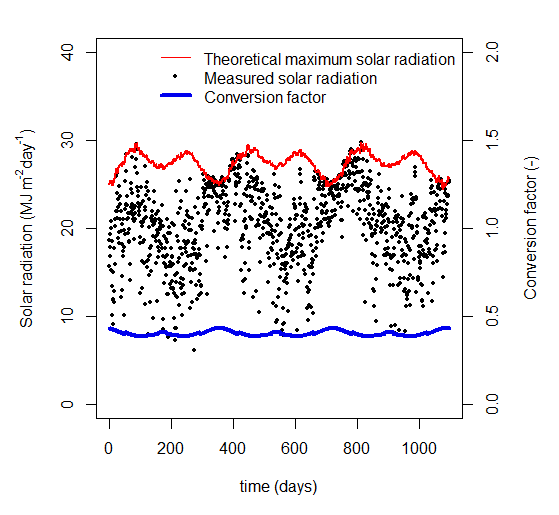 Theoretical maximum solar radiation
Measured solar radiation
Conversion factor
40
30
20
10
0
2.0
1.5
1.0
0.5
0.0
Solar radiation (MJ m⁻²day⁻¹)
Conversion factor (-)
0 200 400 600 800 1000
time (days)